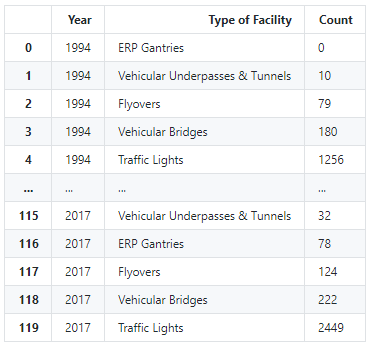 Year Type of Facility Count
0 1994 ERP Gantries 0
1 1994 Vehicular Underpasses & Tunnels 10
2 1994 Flyovers 79
3 1994 Vehicular Bridges 180
4 1994 Traffic Lights 1256
... ... ... ...
115 2017 Vehicular Underpasses & Tunnels 32
116 2017 ERP Gantries 78
117 2017 Flyovers 124
118 2017 Vehicular Bridges 222
119 2017 Traffic Lights 2449